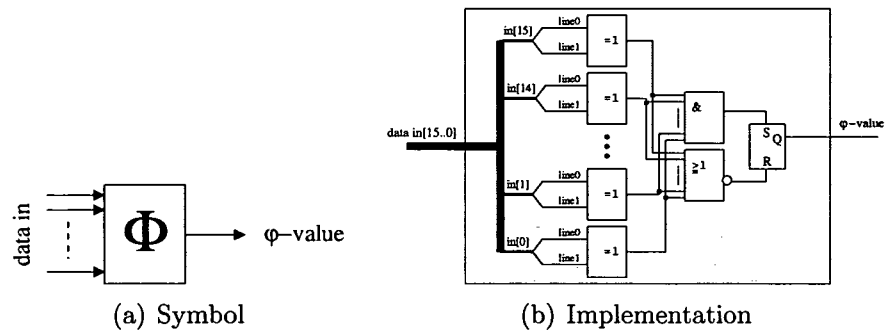 data in
Φ
φ-value
(a) Symbol
data in[15..0]
in[15]
line0
line1
=1
in[14]
line0
line1
=1
in[1]
line0
line1
=1
in[0]
line0
line1
=1
&
≥1
S
Q
R
φ-value
(b) Implementation